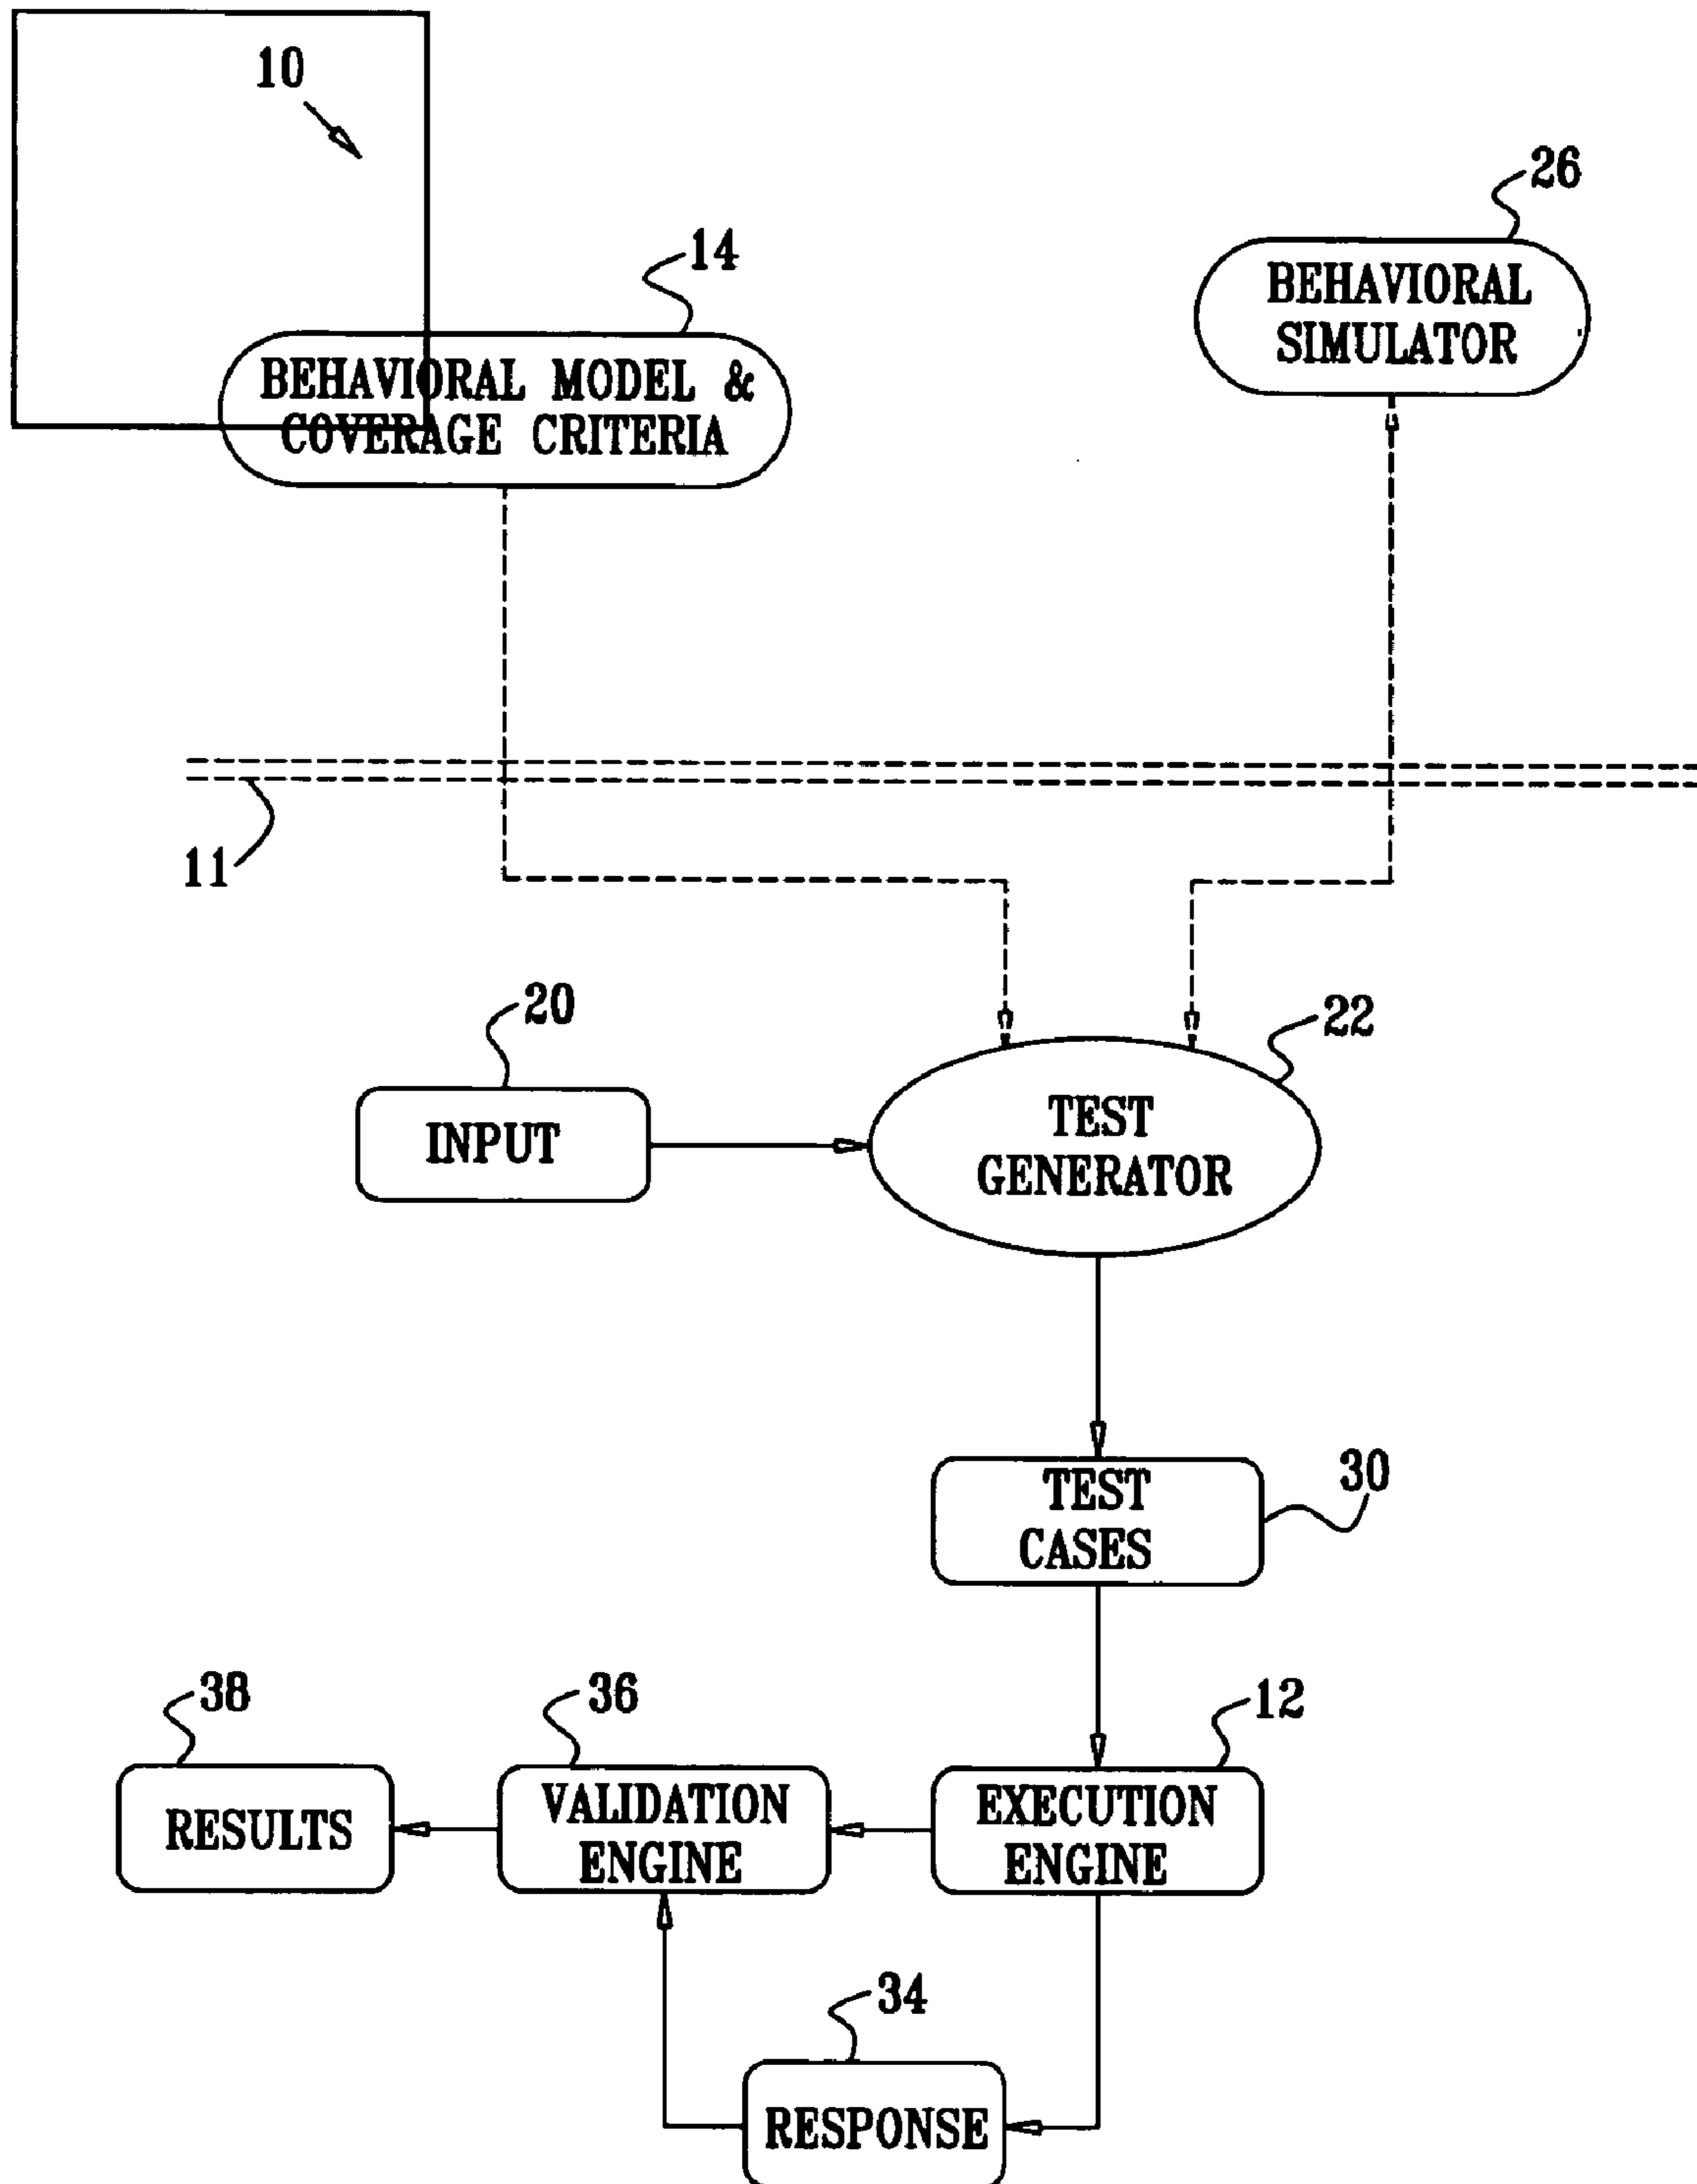 10
26
14
BEHAVIORAL
SIMULATOR
BEHAVIORAL MODEL &
COVERAGE CRITERIA
11
20
22
INPUT
TEST
GENERATOR
30
TEST
CASES
38
36
12
RESULTS
VALIDATION
ENGINE
EXECUTION
ENGINE
34
RESPONSE